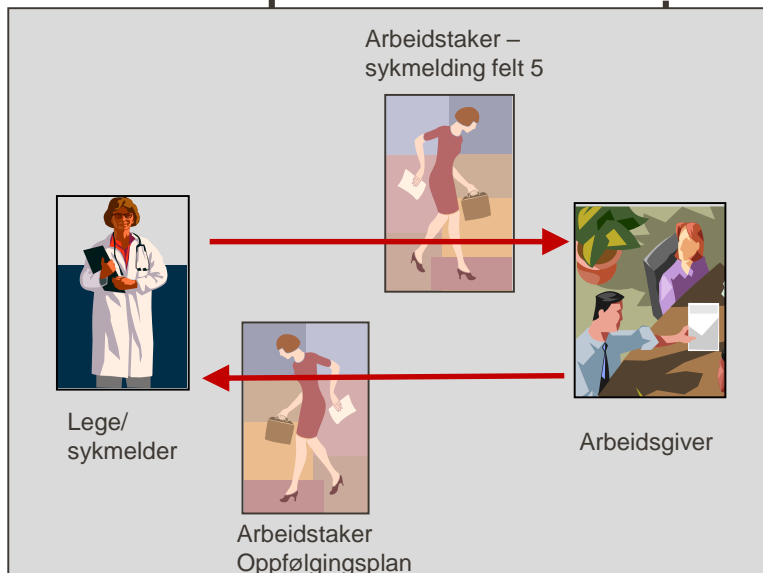 Arbeidstaker –
sykmelding felt 5
Lege/
sykmelder
Arbeidsgiver
Arbeidstaker
Oppfølgingsplan